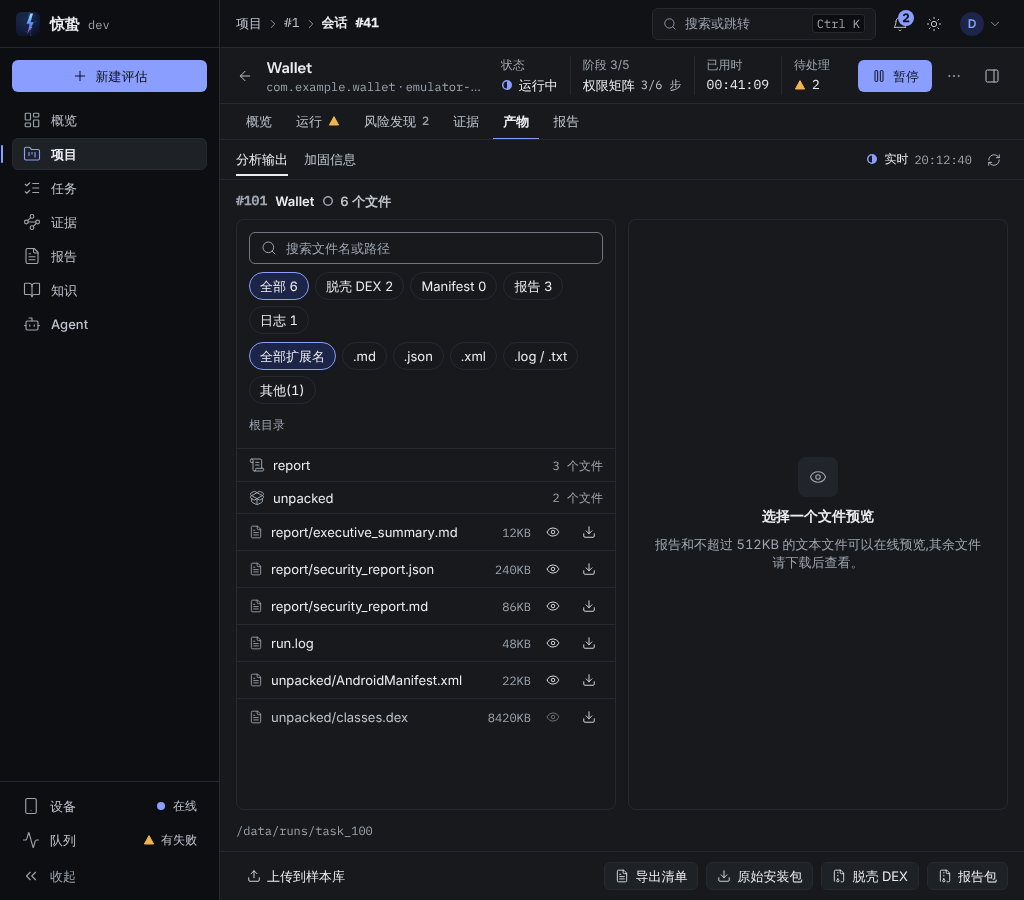 惊蛰 dev
项目 > #1 > 会话 #41
搜索或跳转 Ctrl K
2
D
新建评估
概览
项目
任务
证据
报告
知识
Agent
设备 在线
队列 有失败
收起
Wallet
com.example.wallet · emulator-…
状态
运行中
阶段 3/5
权限矩阵 3/6 步
已用时
00:41:09
待处理
2
暂停
概览 运行 风险发现 2 证据 产物 报告
分析输出 加固信息
实时 20:12:40
#101 Wallet 6 个文件
搜索文件名或路径
全部 6 脱壳 DEX 2 Manifest 0 报告 3
日志 1
全部扩展名 .md .json .xml .log / .txt
其他(1)
根目录
report 3 个文件
unpacked 2 个文件
report/executive_summary.md 12KB
report/security_report.json 240KB
report/security_report.md 86KB
run.log 48KB
unpacked/AndroidManifest.xml 22KB
unpacked/classes.dex 8420KB
选择一个文件预览
报告和不超过 512KB 的文本文件可以在线预览,其余文件
请下载后查看。
/data/runs/task_100
上传到样本库
导出清单 原始安装包 脱壳 DEX 报告包